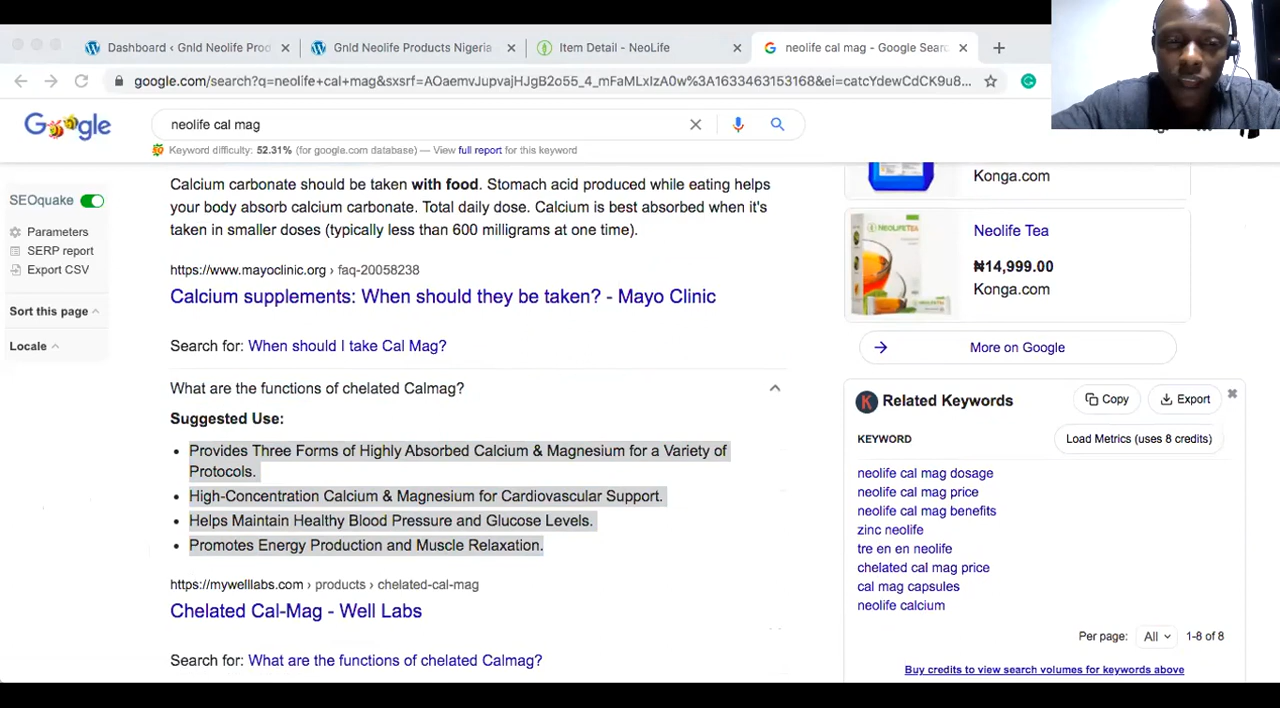 Dashboard ‹ Gnld Neolife Prod
Gnld Neolife Products Nigeria
Item Detail - NeoLife
neolife cal mag - Google Searc
google.com/search?q=neolife+cal+mag&sxsrf=AOaemvJupvajHJgB2o55_4_mFaMLxIzA0w%3A1633463153168&ei=catcYdewCdCK9u8...
Google
neolife cal mag
Keyword difficulty: 52.31% (for google.com database) — View full report for this keyword
SEOquake
Parameters
SERP report
Export CSV
Sort this page
Locale
Calcium carbonate should be taken with food. Stomach acid produced while eating helps
your body absorb calcium carbonate. Total daily dose. Calcium is best absorbed when it's
taken in smaller doses (typically less than 600 milligrams at one time).
https://www.mayoclinic.org › faq-20058238
Calcium supplements: When should they be taken? - Mayo Clinic
Search for: When should I take Cal Mag?
What are the functions of chelated Calmag?
Suggested Use:
• Provides Three Forms of Highly Absorbed Calcium & Magnesium for a Variety of
Protocols.
• High-Concentration Calcium & Magnesium for Cardiovascular Support.
• Helps Maintain Healthy Blood Pressure and Glucose Levels.
• Promotes Energy Production and Muscle Relaxation.
https://mywelllabs.com › products › chelated-cal-mag
Chelated Cal-Mag - Well Labs
Search for: What are the functions of chelated Calmag?
Konga.com
NEOLIFETEA
Neolife Tea
₦14,999.00
Konga.com
More on Google
K
Related Keywords
Copy
Export
KEYWORD
Load Metrics (uses 8 credits)
neolife cal mag dosage
neolife cal mag price
neolife cal mag benefits
zinc neolife
tre en en neolife
chelated cal mag price
cal mag capsules
neolife calcium
Per page: All 1-8 of 8
Buy credits to view search volumes for keywords above